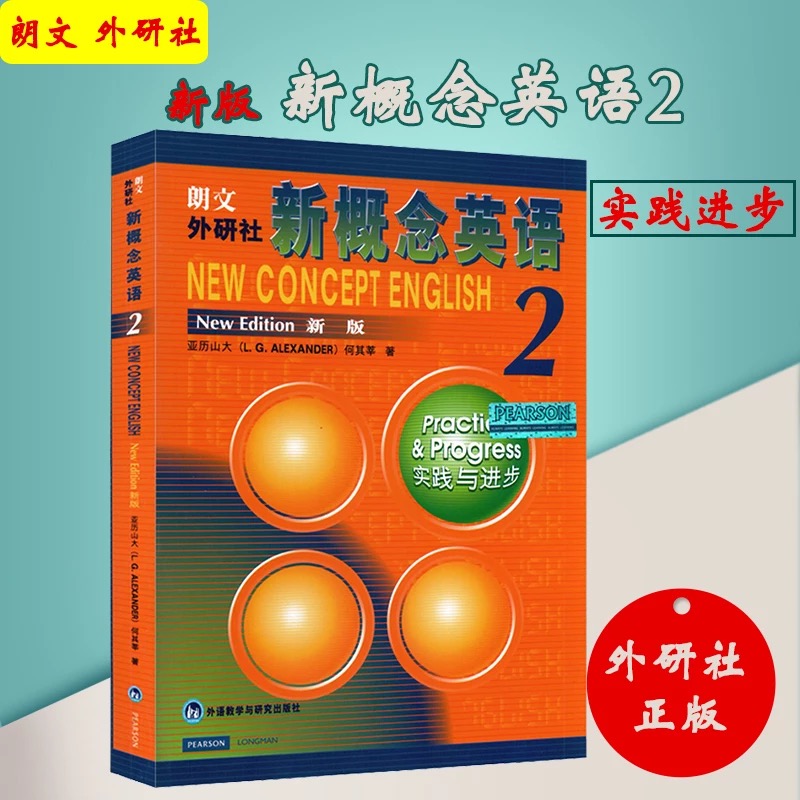 朗文 外研社
新版 新概念英语2
实践进步
朗文
外研社
新概念英语
NEW CONCEPT ENGLISH
2
New Edition 新 版
亚历山大(L. G. ALEXANDER)何其莘 著
PEARSON
Practic
& Progress
实践与进步
外语教学与研究出版社
PEARSON LONGMAN
朗文
外研社
新概念英语
2
NEW CONCEPT ENGLISH
New Edition 新版
亚历山大(L. G. ALEXANDER)何其莘 著
PEARSON
外研社
正版